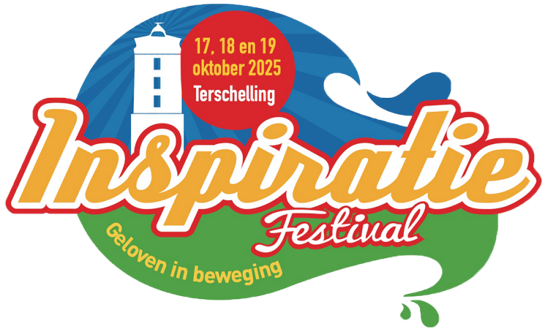 17, 18 en 19
oktober 2025
Terschelling
Inspiratie
Festival
Geloven in beweging